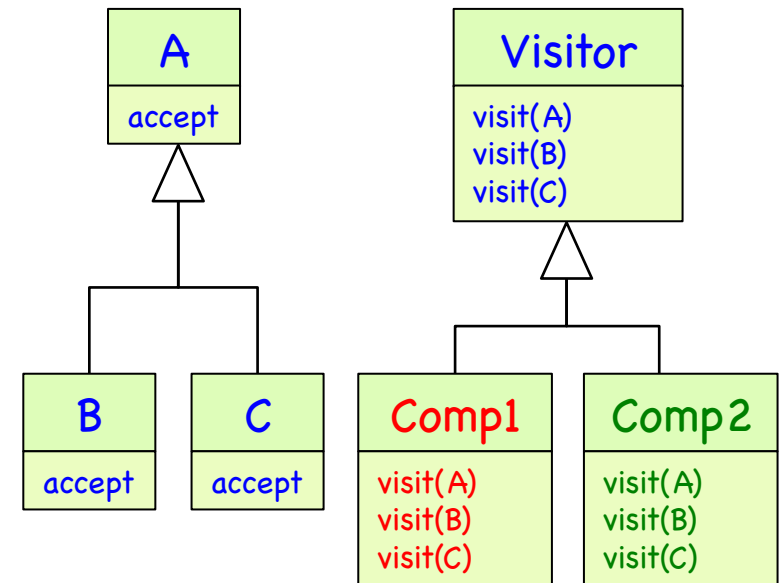 A
accept
Visitor
visit(A)
visit(B)
visit(C)
B
accept
C
accept
Comp1
visit(A)
visit(B)
visit(C)
Comp2
visit(A)
visit(B)
visit(C)